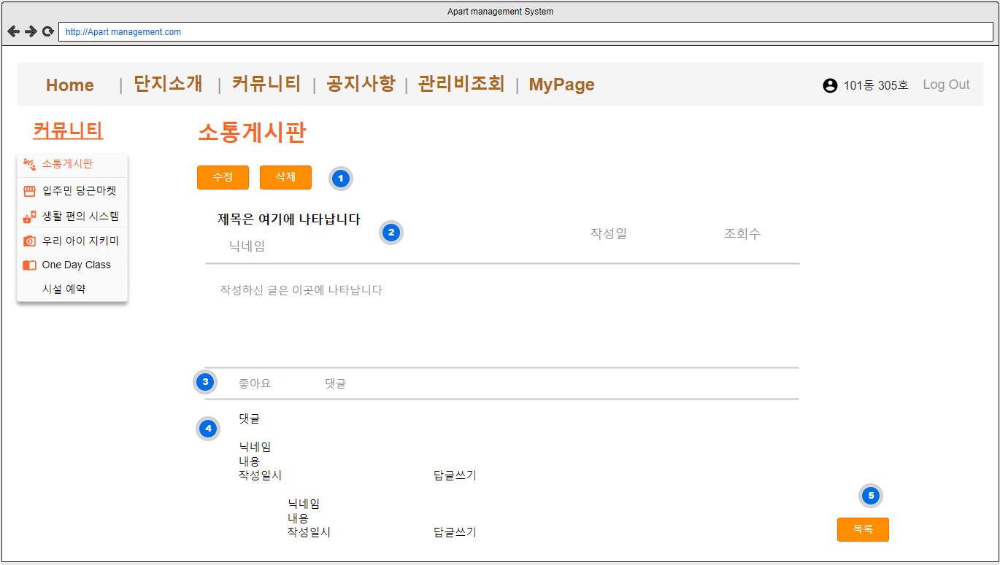 Apart management System
http://Apart management.com
Home | 단지소개 | 커뮤니티 | 공지사항 | 관리비조회 | MyPage
101동 305호 Log Out
커뮤니티
소통게시판
입주민 당근마켓
생활 편의 시스템
우리 아이 지키미
One Day Class
시설 예약
소통게시판
수정 삭제 1
제목은 여기에 나타납니다 2
닉네임
작성일 조회수
작성하신 글은 이곳에 나타납니다
3 좋아요 댓글
4 댓글
닉네임
내용
작성일시 답글쓰기
닉네임
내용
작성일시 답글쓰기
5
목록